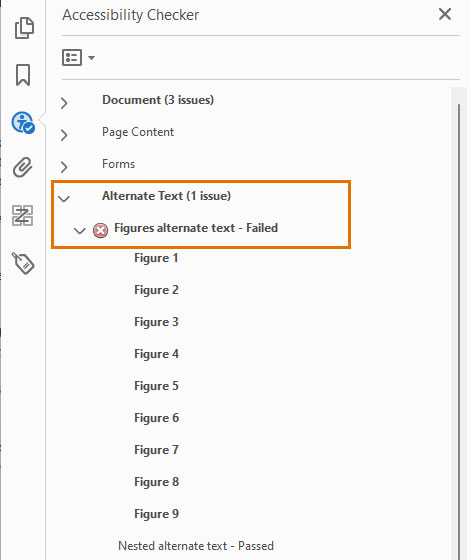 Accessibility Checker
Document (3 issues)
Page Content
Forms
Alternate Text (1 issue)
Figures alternate text - Failed
Figure 1
Figure 2
Figure 3
Figure 4
Figure 5
Figure 6
Figure 7
Figure 8
Figure 9
Nested alternate text - Passed